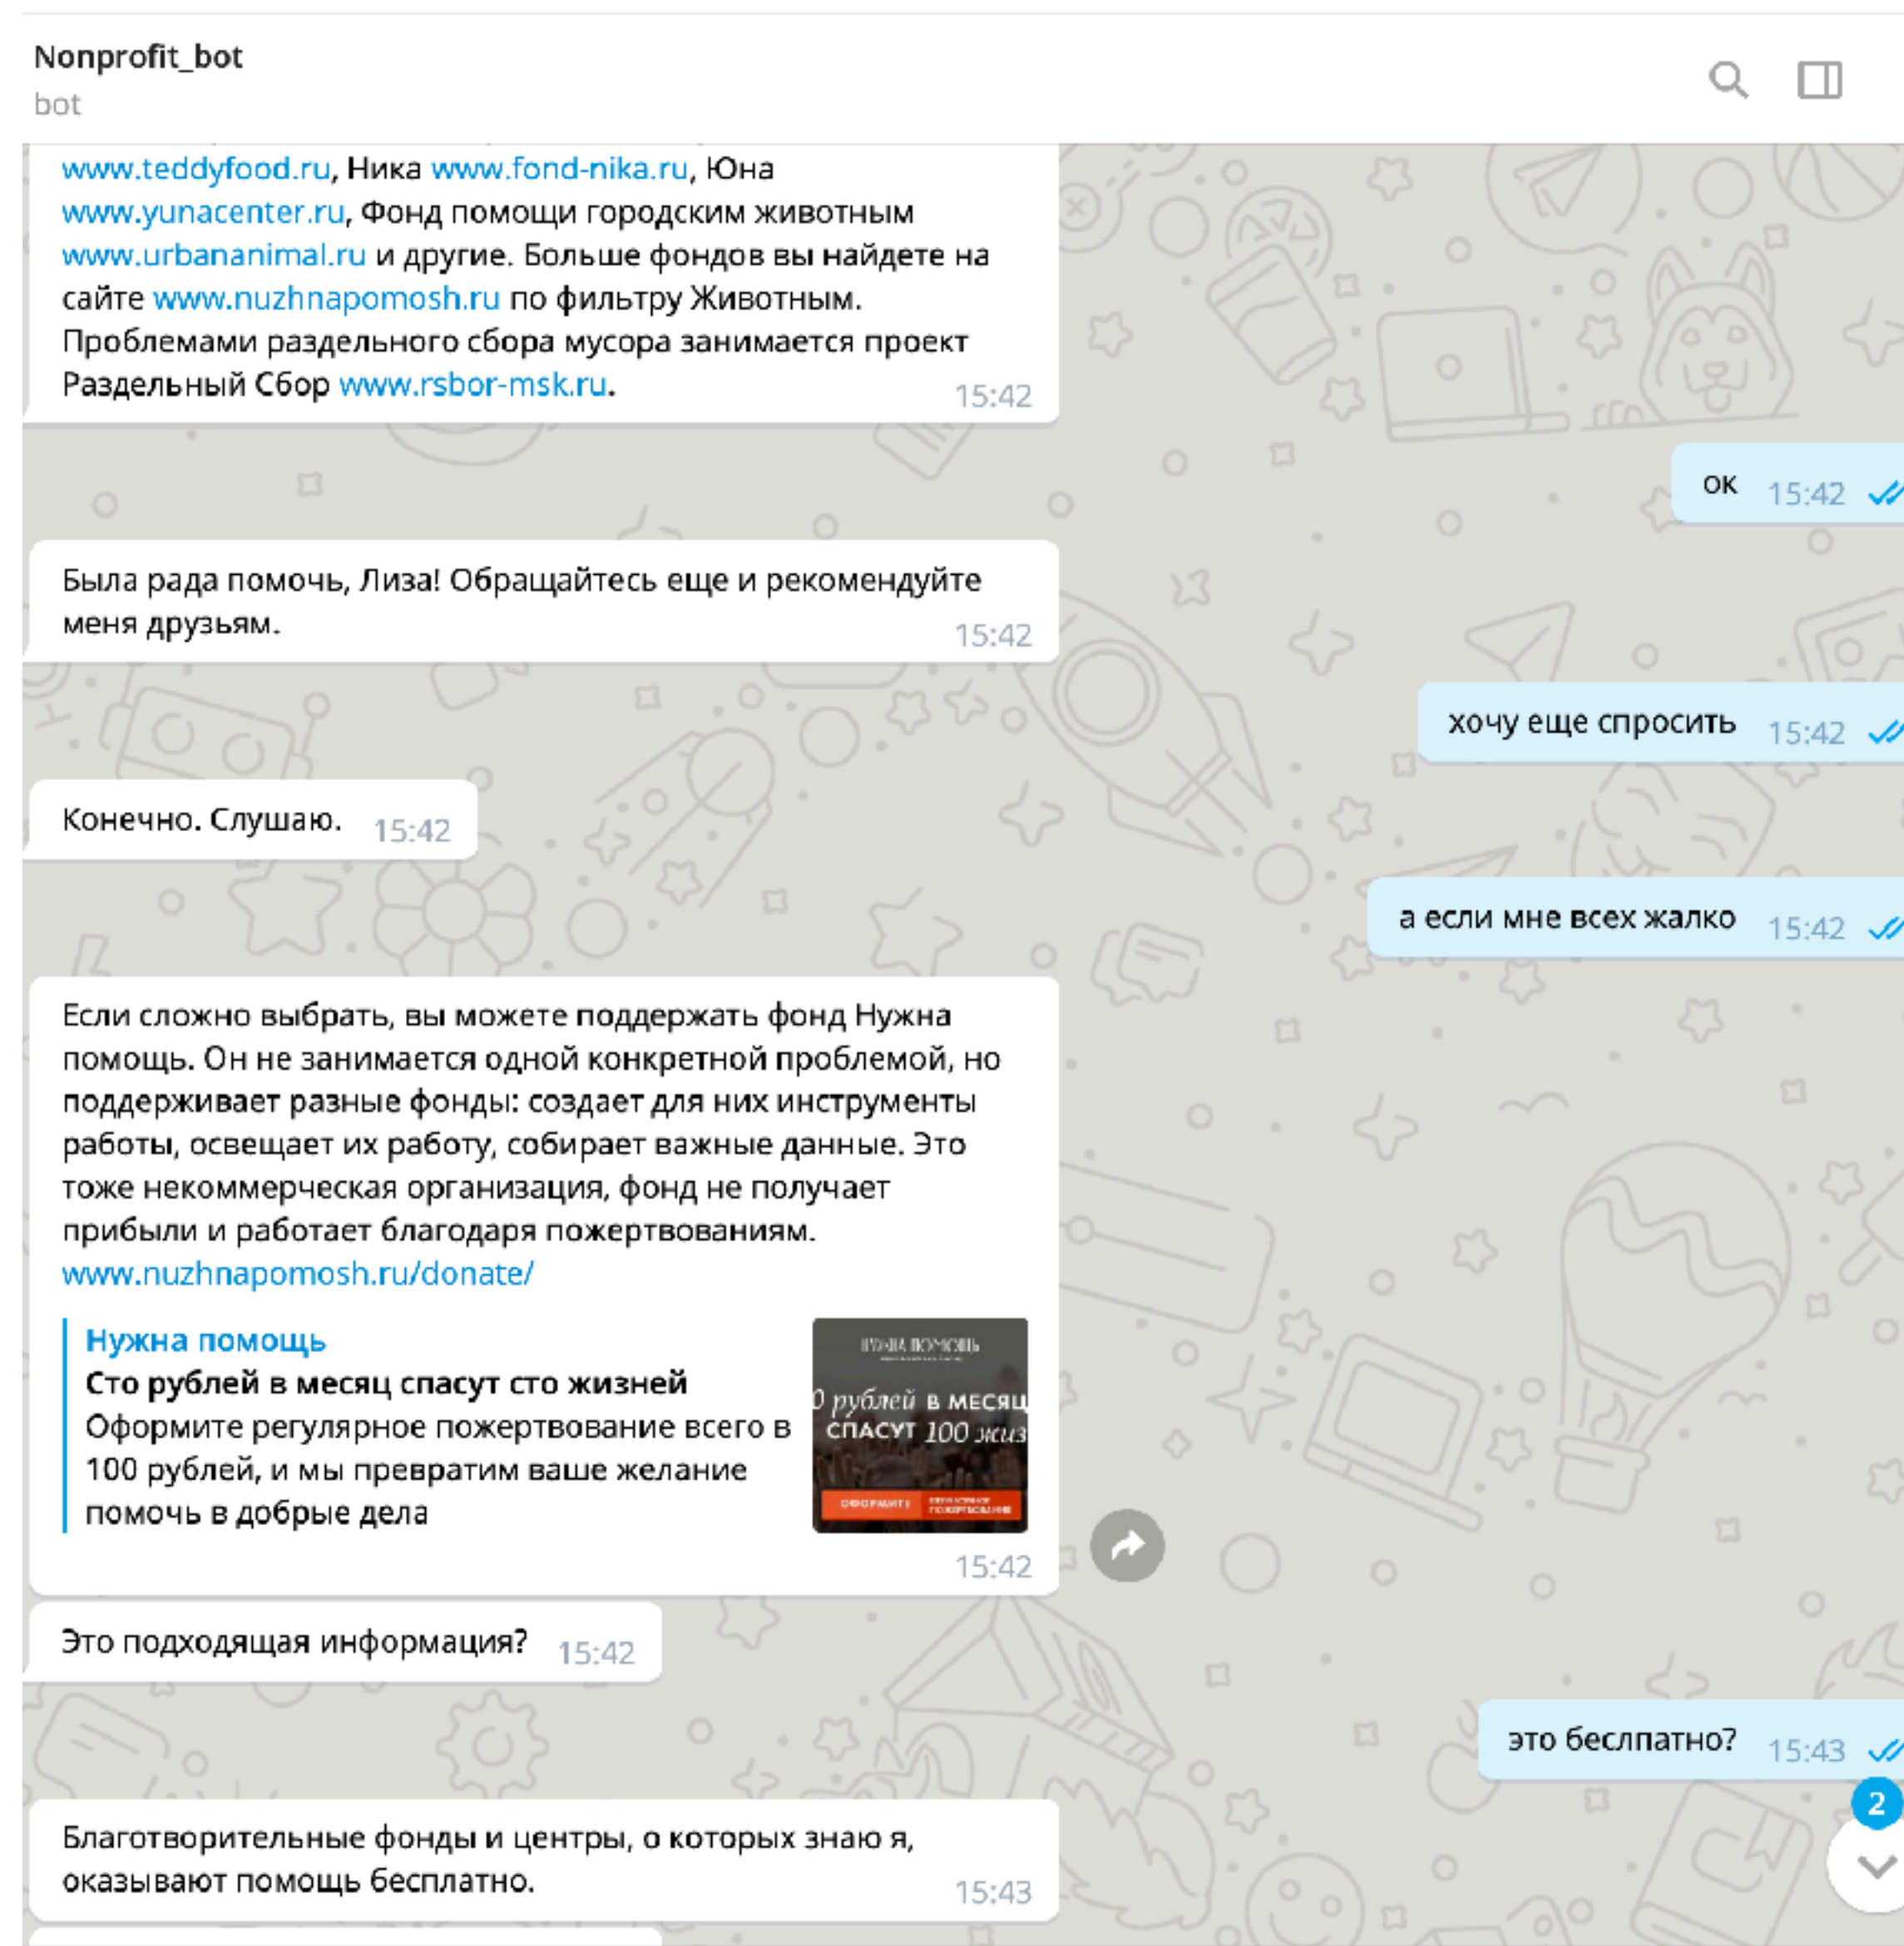 Nonprofit_bot
bot
www.teddyfood.ru, Ника www.fond-nika.ru, Юна
www.yunacenter.ru, Фонд помощи городским животным
www.urbananimal.ru и другие. Больше фондов вы найдете на
сайте www.nuzhnapomosh.ru по фильтру Животным.
Проблемами раздельного сбора мусора занимается проект
Раздельный Сбор www.rsbor-msk.ru.
15:42
ок 15:42
Была рада помочь, Лиза! Обращайтесь еще и рекомендуйте
меня друзьям.
15:42
хочу еще спросить 15:42
Конечно. Слушаю. 15:42
а если мне всех жалко 15:42
Если сложно выбрать, вы можете поддержать фонд Нужна
помощь. Он не занимается одной конкретной проблемой, но
поддерживает разные фонды: создает для них инструменты
работы, освещает их работу, собирает важные данные. Это
тоже некоммерческая организация, фонд не получает
прибыли и работает благодаря пожертвованиям.
www.nuzhnapomosh.ru/donate/
Нужна помощь
Сто рублей в месяц спасут сто жизней
Оформите регулярное пожертвование всего в
100 рублей, и мы превратим ваше желание
помочь в добрые дела
НУЖНА ПОМОЩЬ
0 рублей В МЕСЯЦ
СПАСУТ 100 жиз
ОФОРМИТЕ
15:42
Это подходящая информация? 15:42
это беслпатно? 15:43
2
Благотворительные фонды и центры, о которых знаю я,
оказывают помощь бесплатно.
15:43